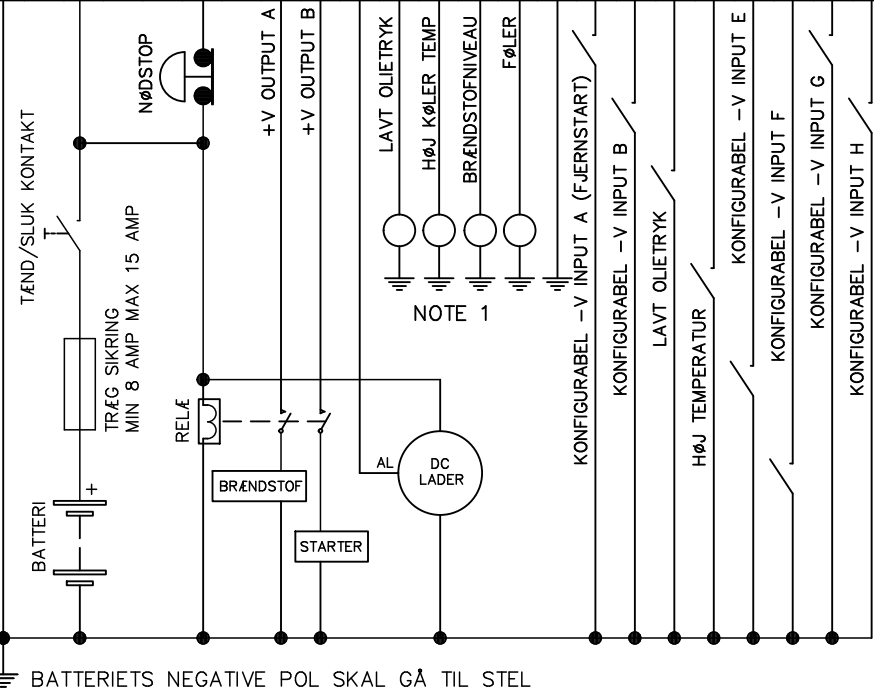 TÆND/SLUK KONTAKT
TRÆG SIKRING
MIN 8 AMP MAX 15 AMP
BATTERI
+
NØDSTOP
RELÆ
+V OUTPUT A
+V OUTPUT B
BRÆNDSTOF
STARTER
AL
DC
LADER
LAVT OLIETRYK
HØJ KØLER TEMP
BRÆNDSTOFNIVEAU
FØLER
NOTE 1
KONFIGURABEL -V INPUT A (FJERNSTART)
KONFIGURABEL -V INPUT B
LAVT OLIETRYK
HØJ TEMPERATUR
KONFIGURABEL -V INPUT E
KONFIGURABEL -V INPUT F
KONFIGURABEL -V INPUT G
KONFIGURABEL -V INPUT H
BATTERIETS NEGATIVE POL SKAL GÅ TIL STEL